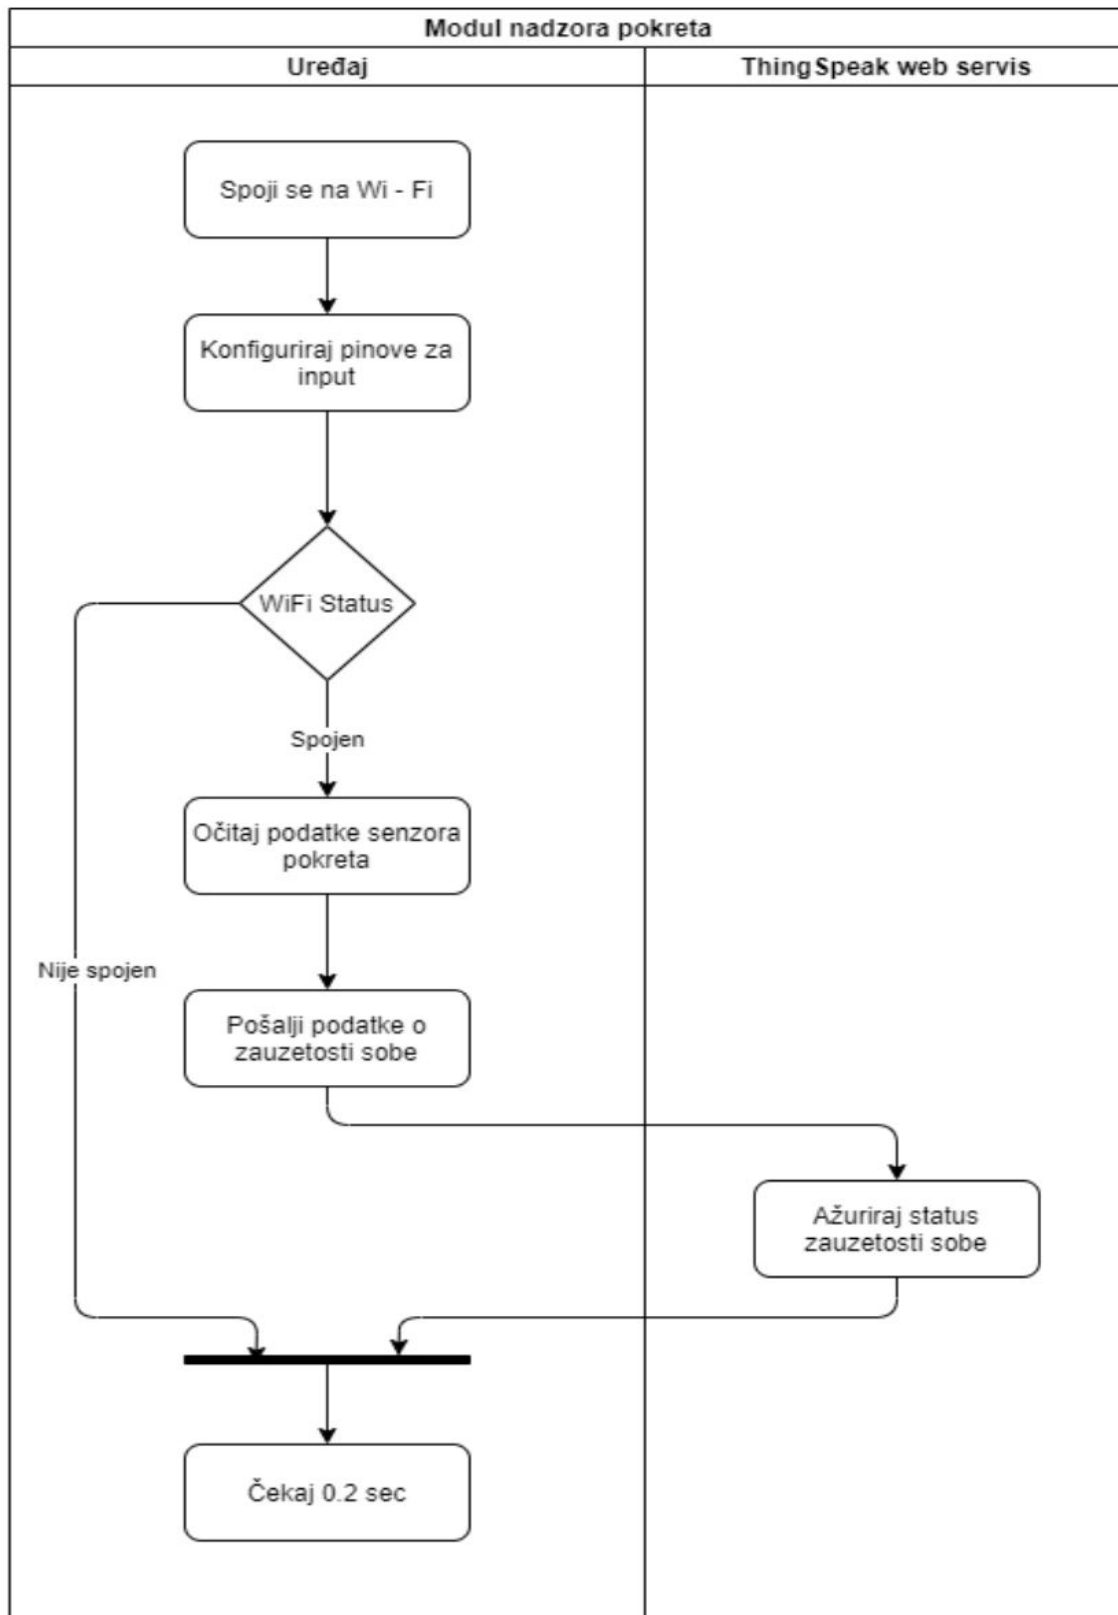 Modul nadzora pokreta
Uređaj
ThingSpeak web servis
Spoji se na Wi - Fi
Konfiguriraj pinove za
input
WiFi Status
Spojen
Očitaj podatke senzora
pokreta
Nije spojen
Pošalji podatke o
zauzetosti sobe
Ažuriraj status
zauzetosti sobe
Čekaj 0.2 sec